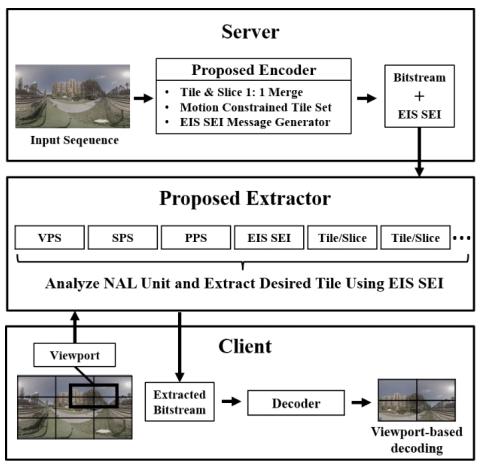 Server
Proposed Encoder
• Tile & Slice 1: 1 Merge
• Motion Constrained Tile Set
• EIS SEI Message Generator
Bitstream
+
EIS SEI
Input Seqeuence
Proposed Extractor
VPS
SPS
PPS
EIS SEI
Tile/Slice
Tile/Slice
•••
Analyze NAL Unit and Extract Desired Tile Using EIS SEI
Client
Viewport
Extracted
Bitstream
Decoder
Viewport-based
decoding